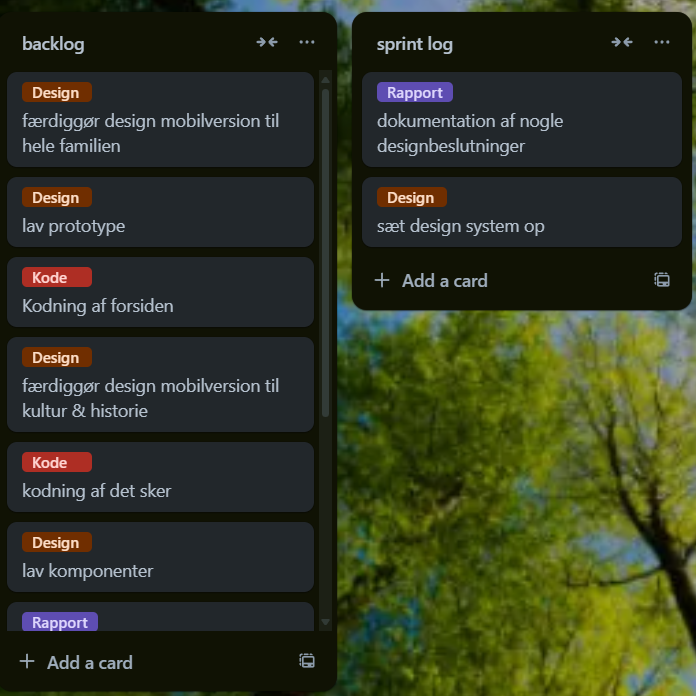 backlog
Design
færdiggør design mobilversion til
hele familien
Design
lav prototype
Kode
Kodning af forsiden
Design
færdiggør design mobilversion til
kultur & historie
Kode
kodning af det sker
Design
lav komponenter
Rapport
Add a card
sprint log
Rapport
dokumentation af nogle
designbeslutninger
Design
sæt design system op
Add a card